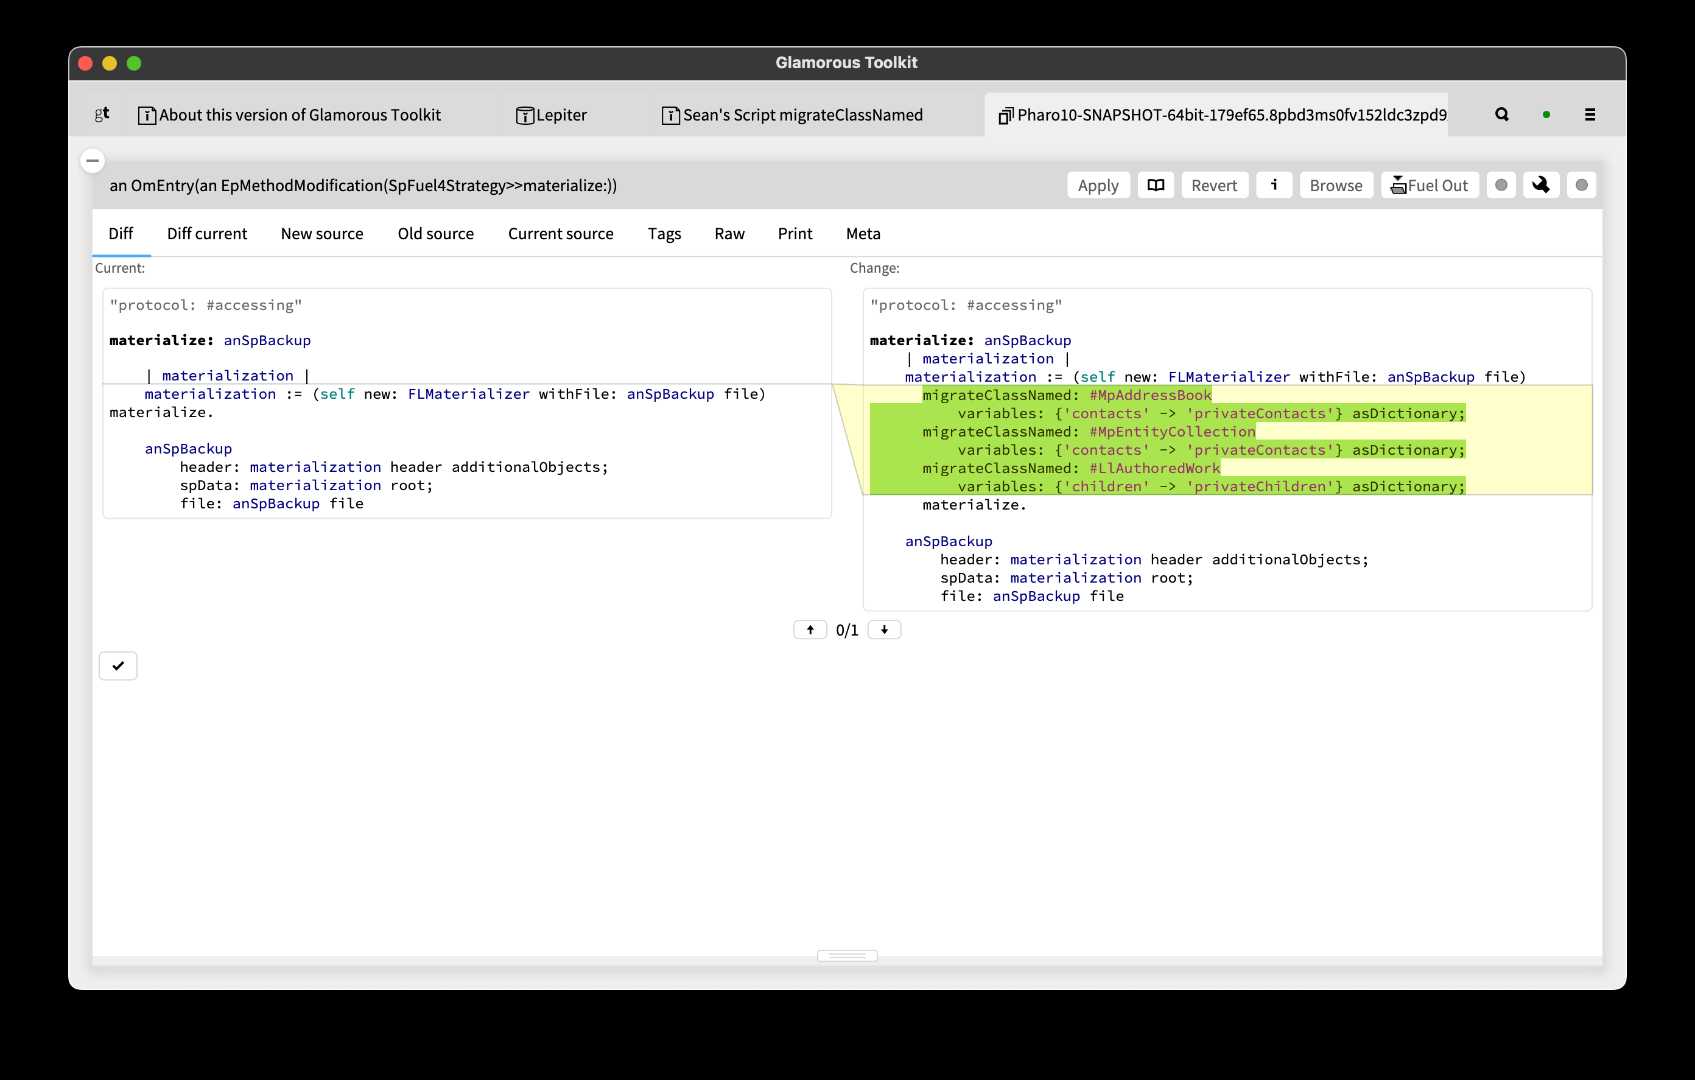 Glamorous Toolkit
gt About this version of Glamorous Toolkit Lepiter Sean's Script migrateClassNamed Pharo10-SNAPSHOT-64bit-179ef65.8pbd3ms0fv152ldc3zpd9
an OmEntry(an EpMethodModification(SpFuel4Strategy>>materialize:)) Apply Revert i Browse Fuel Out
Diff Diff current New source Old source Current source Tags Raw Print Meta
Current:
"protocol: #accessing"
materialize: anSpBackup
| materialization |
materialization := (self new: FLMaterializer withFile: anSpBackup file)
materialize.
anSpBackup
header: materialization header additionalObjects;
spData: materialization root;
file: anSpBackup file
Change:
"protocol: #accessing"
materialize: anSpBackup
| materialization |
materialization := (self new: FLMaterializer withFile: anSpBackup file)
migrateClassNamed: #MpAddressBook
variables: {'contacts' -> 'privateContacts'} asDictionary;
migrateClassNamed: #MpEntityCollection
variables: {'contacts' -> 'privateContacts'} asDictionary;
migrateClassNamed: #LlAuthoredWork
variables: {'children' -> 'privateChildren'} asDictionary;
materialize.
anSpBackup
header: materialization header additionalObjects;
spData: materialization root;
file: anSpBackup file
0/1